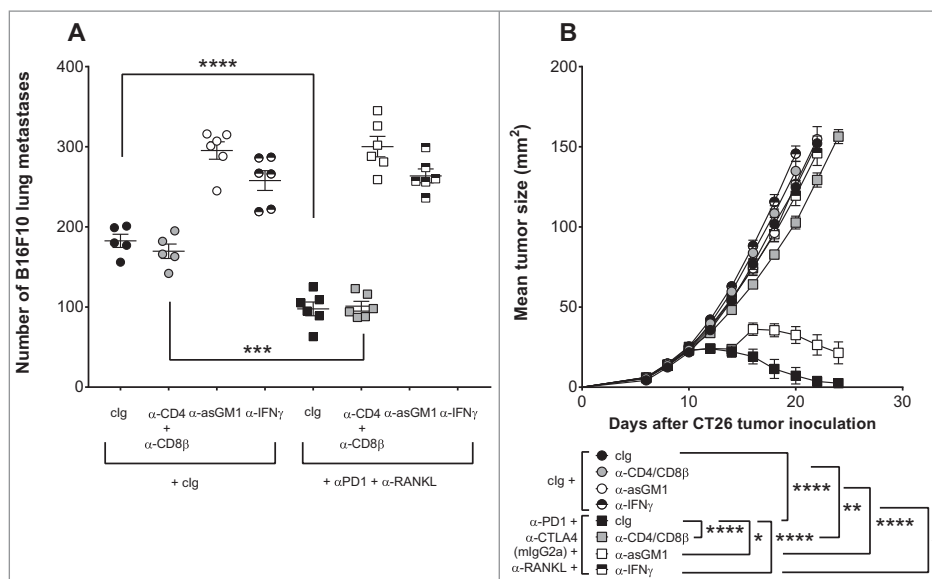 A
Number of B16F10 lung metastases
400
300
200
100
0
****
***
cIg α-CD4 α-asGM1 α-IFNγ cIg α-CD4 α-asGM1 α-IFNγ
+ +
α-CD8β α-CD8β
+ cIg + αPD1 + α-RANKL
B
Mean tumor size (mm²)
200
150
100
50
0
0 10 20 30
Days after CT26 tumor inoculation
cIg +
cIg
α-CD4/CD8β
α-asGM1
α-IFNγ
α-PD1 +
α-CTLA4
(mIgG2a) +
α-RANKL +
cIg
α-CD4/CD8β
α-asGM1
α-IFNγ
****
**
****
**** * ****